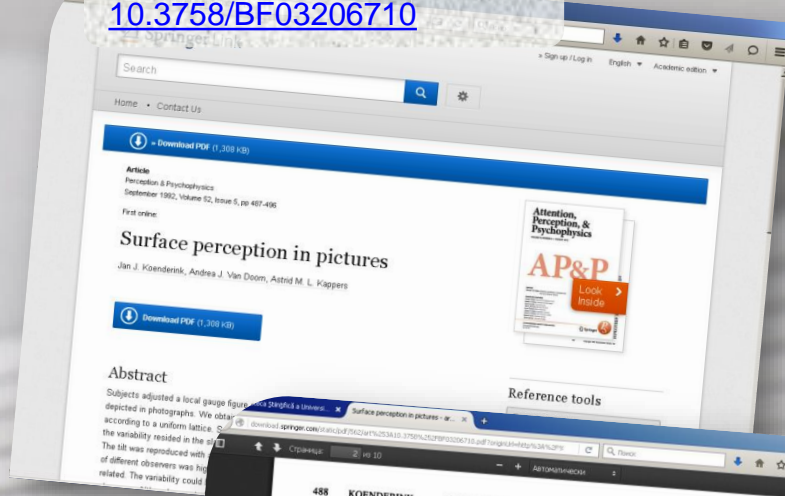 10.3758/BF03206710
SpringerLink
» Sign up / Log in English Academic edition
Search
Home • Contact Us
» Download PDF (1,308 KB)
Article
Perception & Psychophysics
September 1992, Volume 52, Issue 5, pp 487-496
First online:
Surface perception in pictures
Jan J. Koenderink, Andrea J. Van Doorn, Astrid M. L. Kappers
Download PDF (1,308 KB)
Attention,
Perception, &
Psychophysics
AP&P
Look
Inside
Springer
Abstract
Subjects adjusted a local gauge figure
depicted in photographs. We obtai
according to a uniform lattice. S
the variability resided in the sl
The tilt was reproduced with
of different observers was hig
related. The variability could
Reference tools
Surface perception in pictures - ar...
Страница: 2 из 10
Поиск
Автоматически
488 KOENDERINK